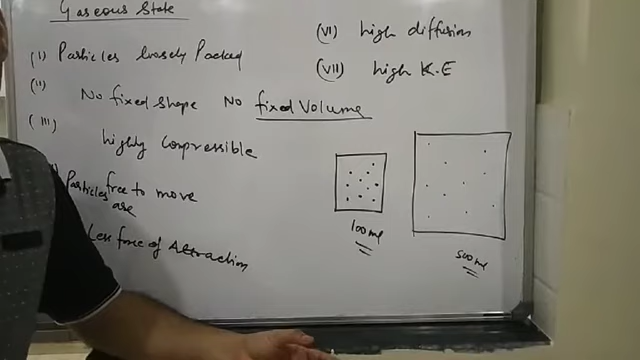 Gaseous State
(I) Particles loosely Packed
(II) No fixed shape No fixed Volume
(III) highly compressible
Particles are free to move
Less force of Attraction
(VI) high diffusion
(VII) high K.E
100 ml
500 ml